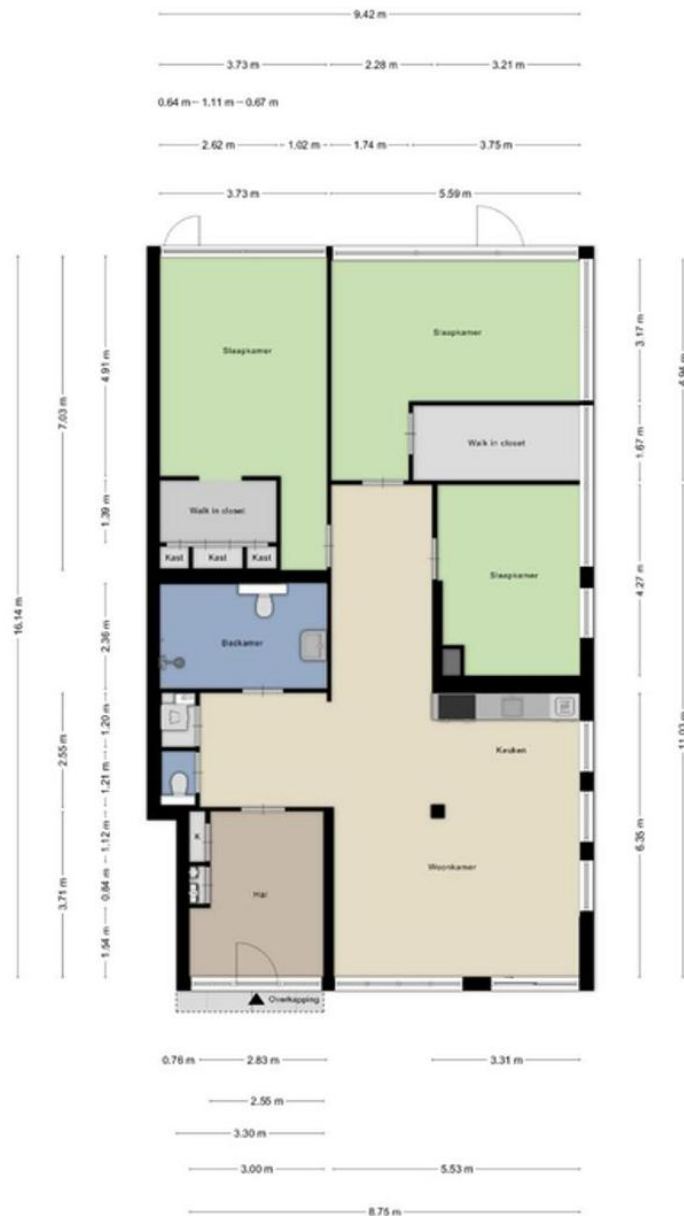 9.42 m
3.73 m 2.28 m 3.21 m
0.64 m 1.11 m 0.67 m
2.62 m 1.02 m 1.74 m 3.75 m
3.73 m 5.59 m
Slaapkamer
Slaapkamer
Walk in closet
Walk in closet
Kast Kast Kast
Slaapkamer
Badkamer
Keuken
K
Woonkamer
Hal
Overkapping
16.14 m
7.03 m
2.55 m
3.71 m
4.91 m
1.39 m
2.36 m
1.20 m
1.21 m
1.12 m
0.84 m
1.54 m
3.17 m
1.67 m
4.27 m
6.35 m
4.94 m
11.03 m
0.76 m 2.83 m 3.31 m
2.55 m
3.30 m
3.00 m 5.53 m
8.75 m